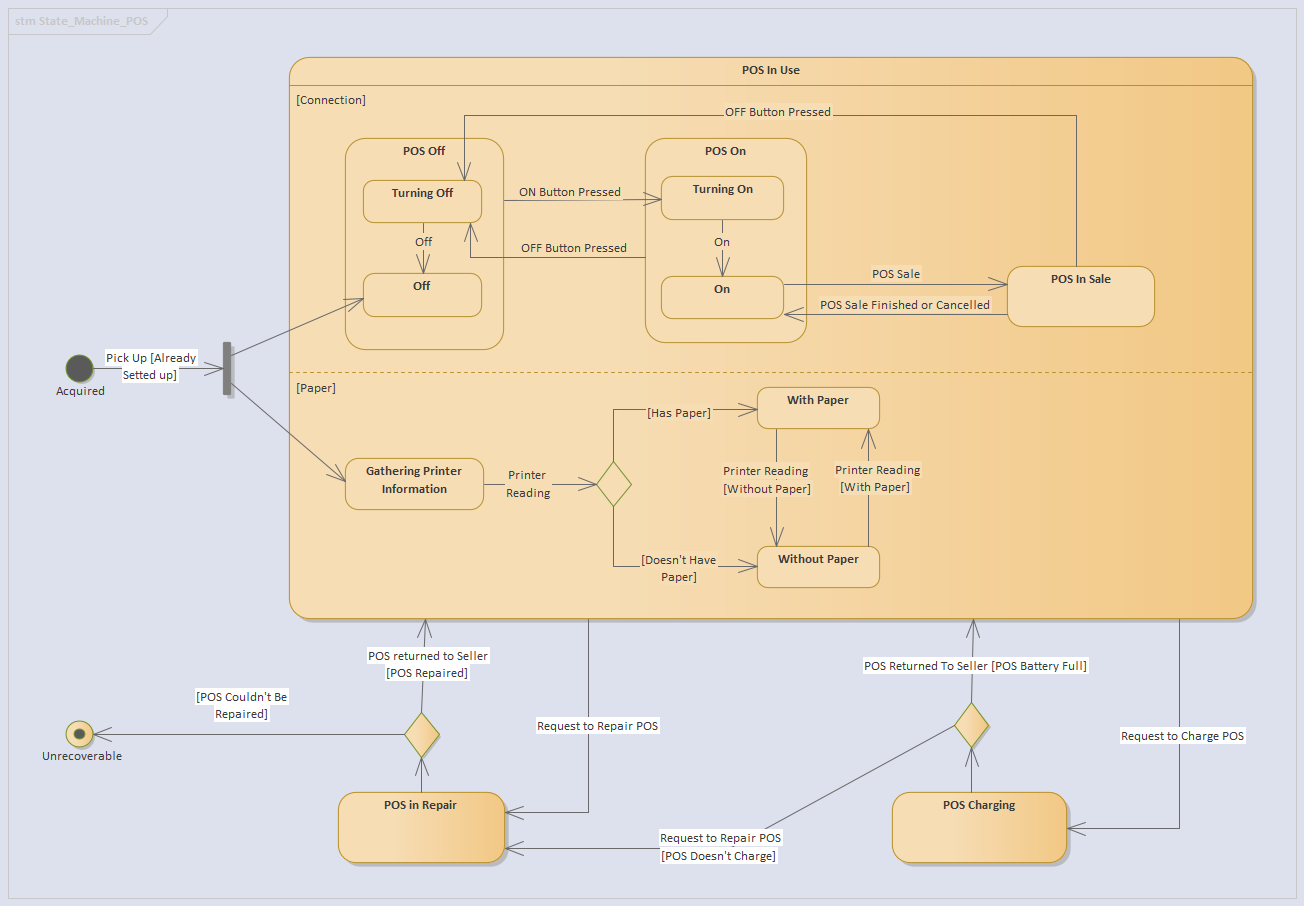 stm State_Machine_POS
POS In Use
[Connection]
OFF Button Pressed
POS Off
POS On
Turning Off
ON Button Pressed
Turning On
Off
OFF Button Pressed
On
Off
On
POS Sale
POS In Sale
POS Sale Finished or Cancelled
Pick Up [Already
Setted up]
Acquired
[Paper]
With Paper
[Has Paper]
Gathering Printer
Information
Printer
Reading
Printer Reading
[Without Paper]
Printer Reading
[With Paper]
[Doesn't Have
Paper]
Without Paper
POS returned to Seller
[POS Repaired]
POS Returned To Seller [POS Battery Full]
[POS Couldn't Be
Repaired]
Request to Repair POS
Request to Charge POS
Unrecoverable
POS in Repair
POS Charging
Request to Repair POS
[POS Doesn't Charge]